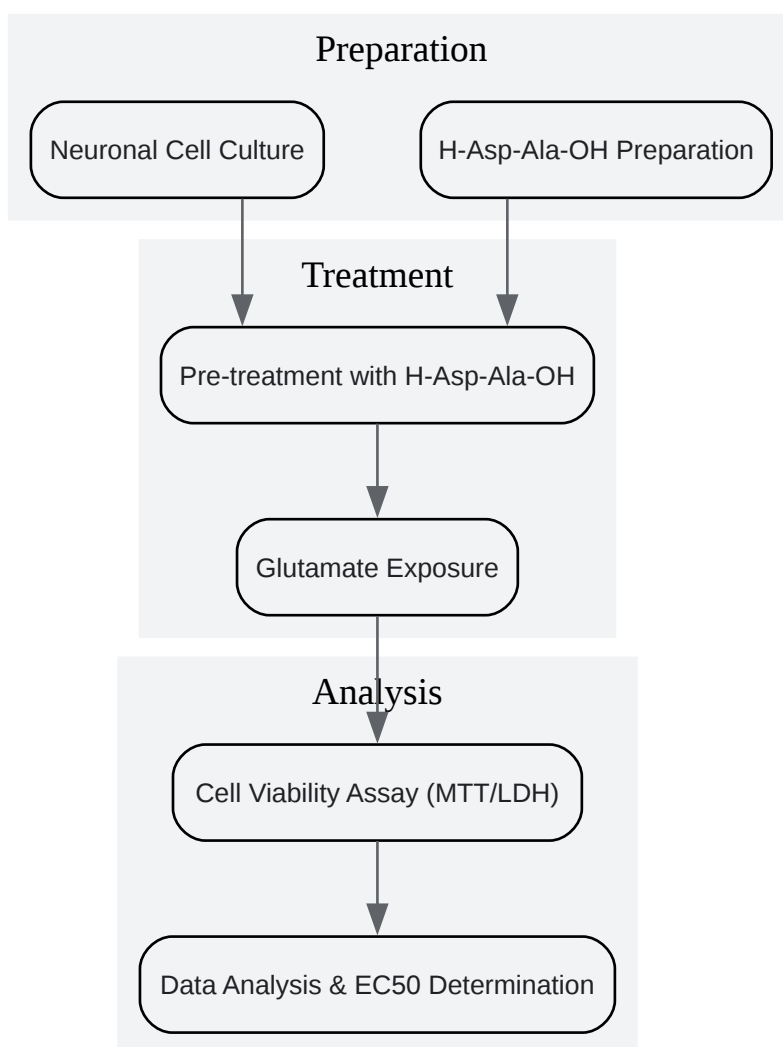 Preparation
Neuronal Cell Culture
H-Asp-Ala-OH Preparation
Treatment
Pre-treatment with H-Asp-Ala-OH
Glutamate Exposure
Analysis
Cell Viability Assay (MTT/LDH)
Data Analysis & EC50 Determination